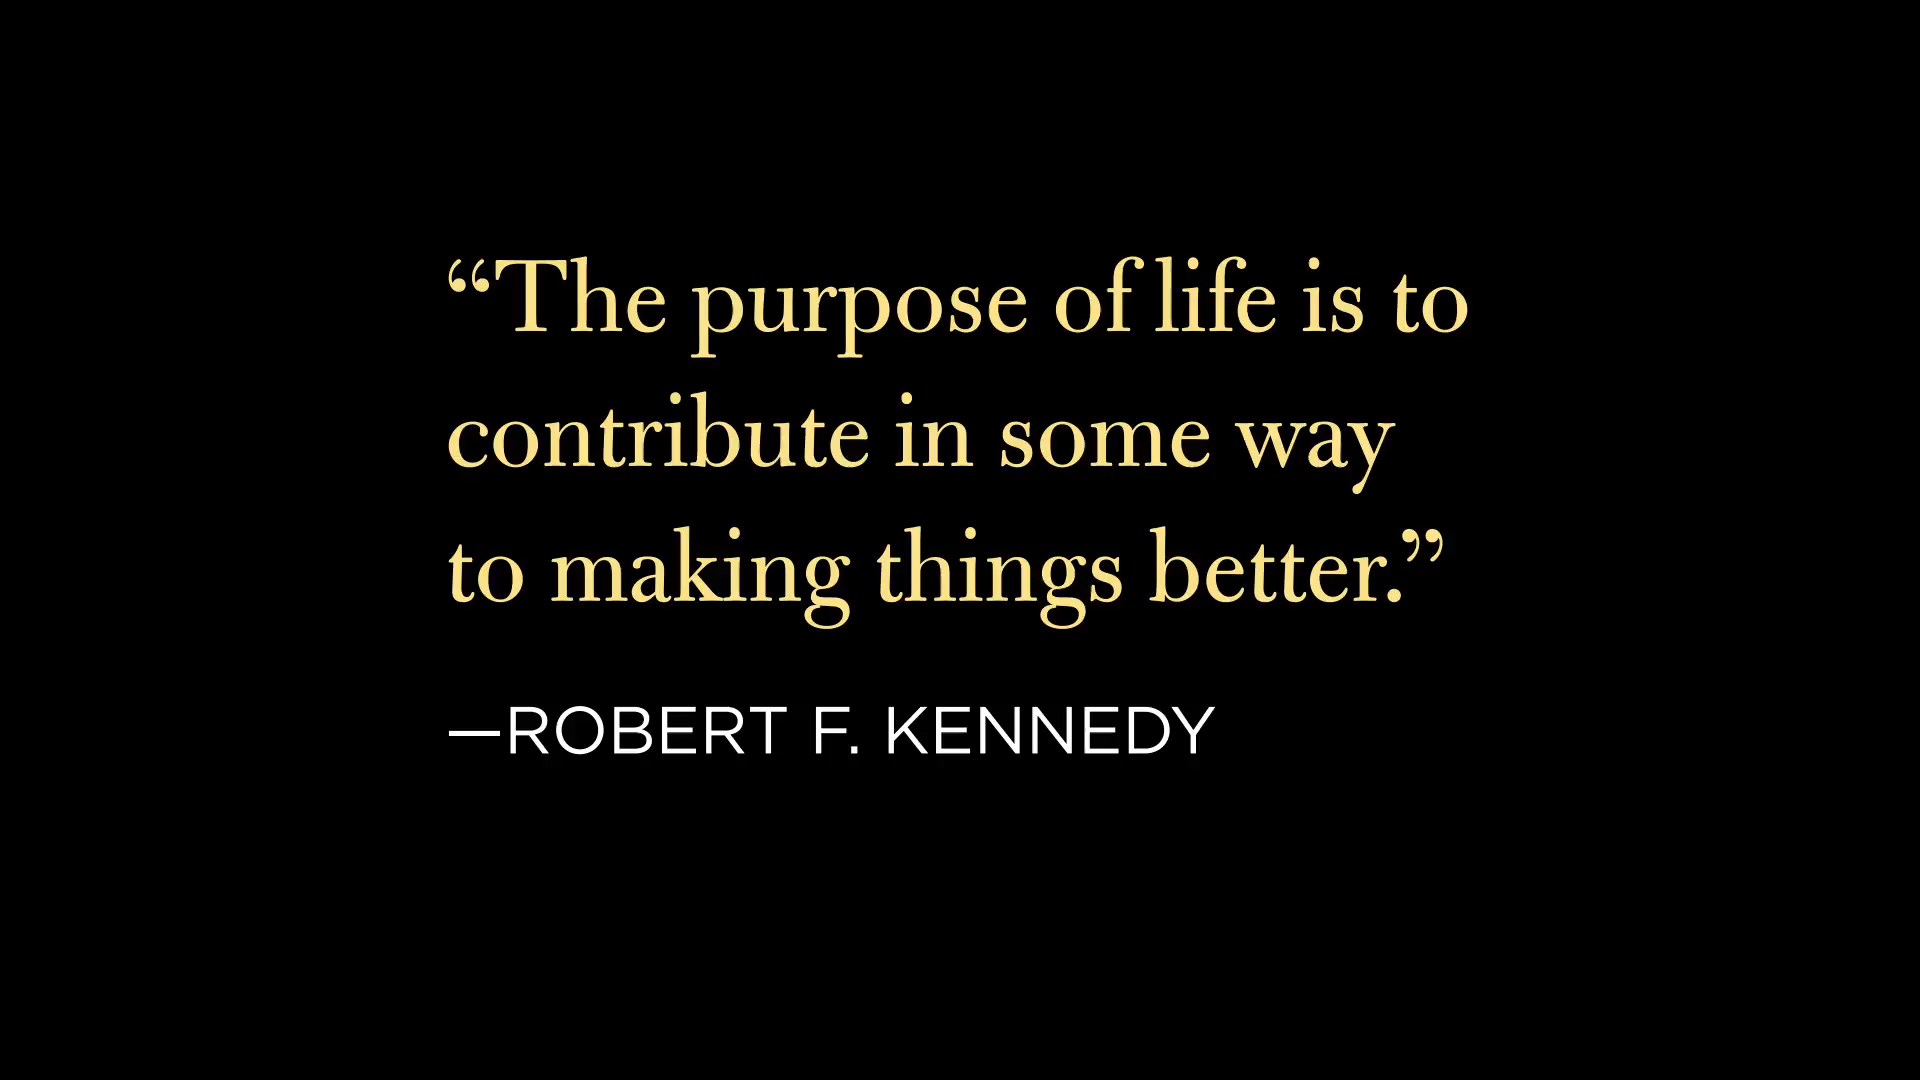 “The purpose of life is to
contribute in some way
to making things better.”
—ROBERT F. KENNEDY